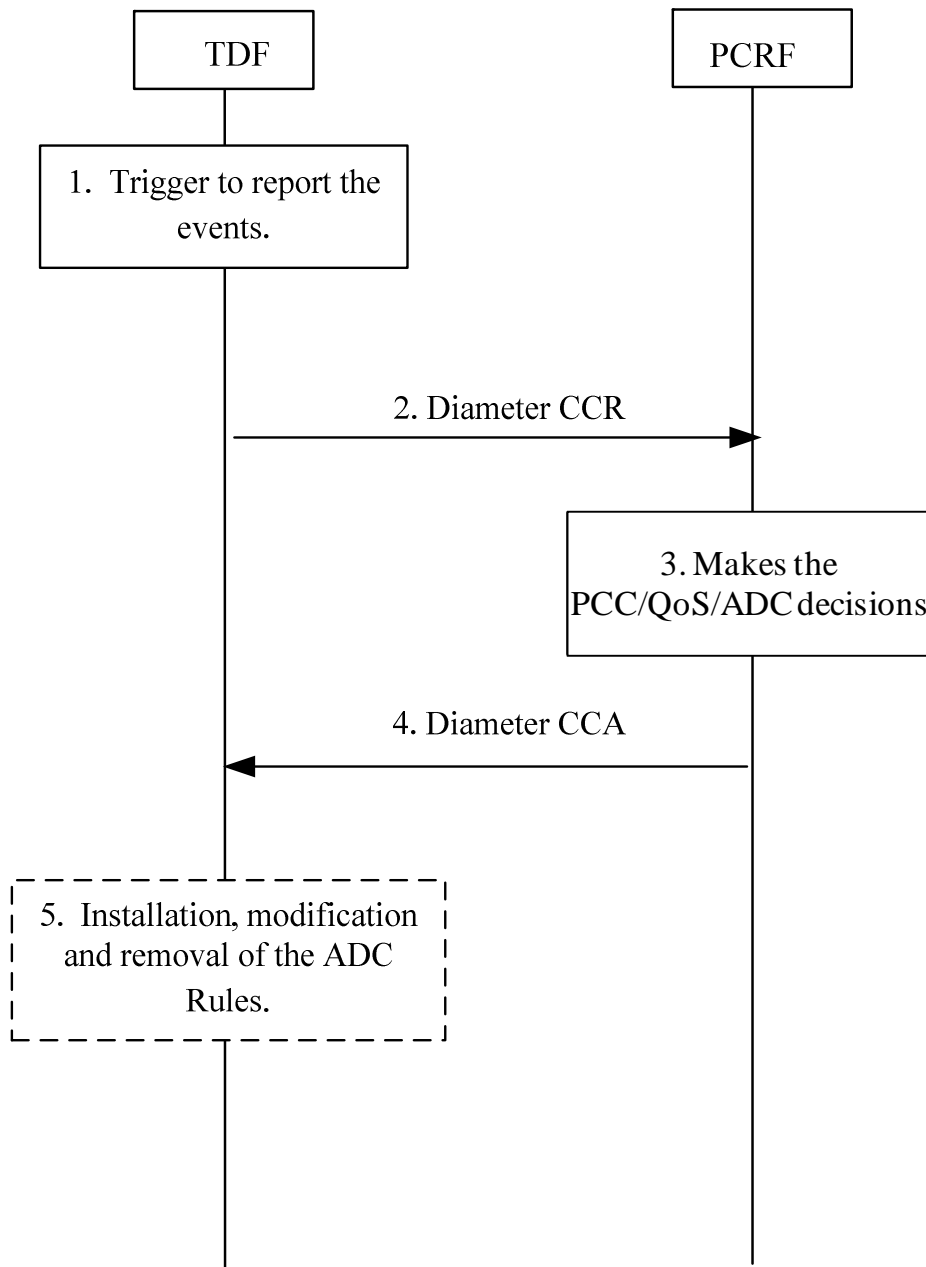 TDF
PCRF
1. Trigger to report the
events.
2. Diameter CCR
3. Makes the
PCC/QoS/ADC decisions
4. Diameter CCA
5. Installation, modification
and removal of the ADC
Rules.